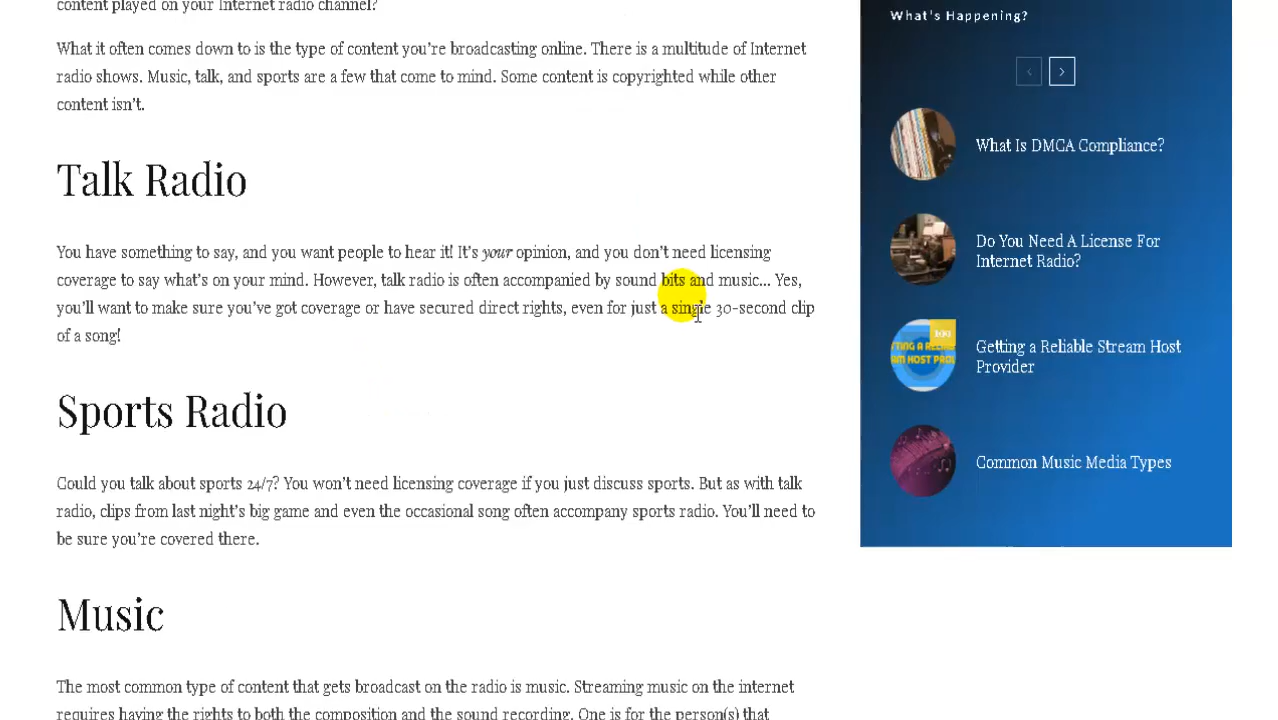 content played on your Internet radio channel?
What it often comes down to is the type of content you're broadcasting online. There is a multitude of Internet
radio shows. Music, talk, and sports are a few that come to mind. Some content is copyrighted while other
content isn't.
Talk Radio
You have something to say, and you want people to hear it! It's your opinion, and you don't need licensing
coverage to say what's on your mind. However, talk radio is often accompanied by sound bits and music... Yes,
you'll want to make sure you've got coverage or have secured direct rights, even for just a single 30-second clip
of a song!
Sports Radio
Could you talk about sports 24/7? You won't need licensing coverage if you just discuss sports. But as with talk
radio, clips from last night's big game and even the occasional song often accompany sports radio. You'll need to
be sure you're covered there.
Music
The most common type of content that gets broadcast on the radio is music. Streaming music on the internet
requires having the rights to both the composition and the sound recording. One is for the person(s) that
What's Happening?
What Is DMCA Compliance?
Do You Need A License For
Internet Radio?
Getting a Reliable Stream Host
Provider
Common Music Media Types